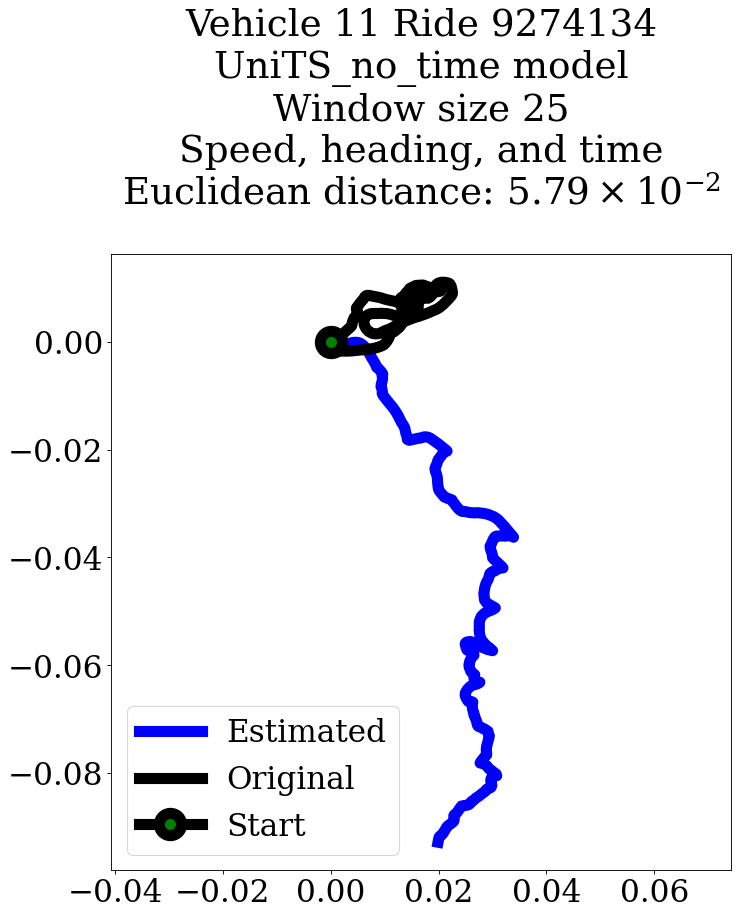 Vehicle 11 Ride 9274134
UniTS_no_time model
Window size 25
Speed, heading, and time
Euclidean distance: 5.79 × 10⁻²
0.00
−0.02
−0.04
−0.06
−0.08
Estimated
Original
Start
−0.04 −0.02 0.00 0.02 0.04 0.06